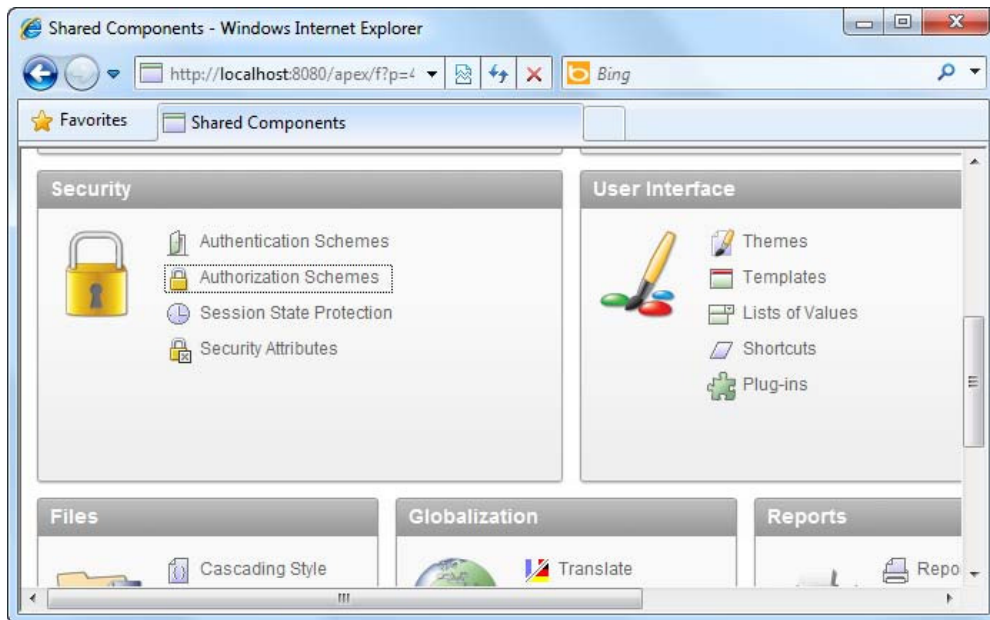 Shared Components - Windows Internet Explorer
http://localhost:8080/apex/f?p=4
Bing
Favorites
Shared Components
Security
Authentication Schemes
Authorization Schemes
Session State Protection
Security Attributes
User Interface
Themes
Templates
Lists of Values
Shortcuts
Plug-ins
Files
Cascading Style
Globalization
Translate
Reports
Repo